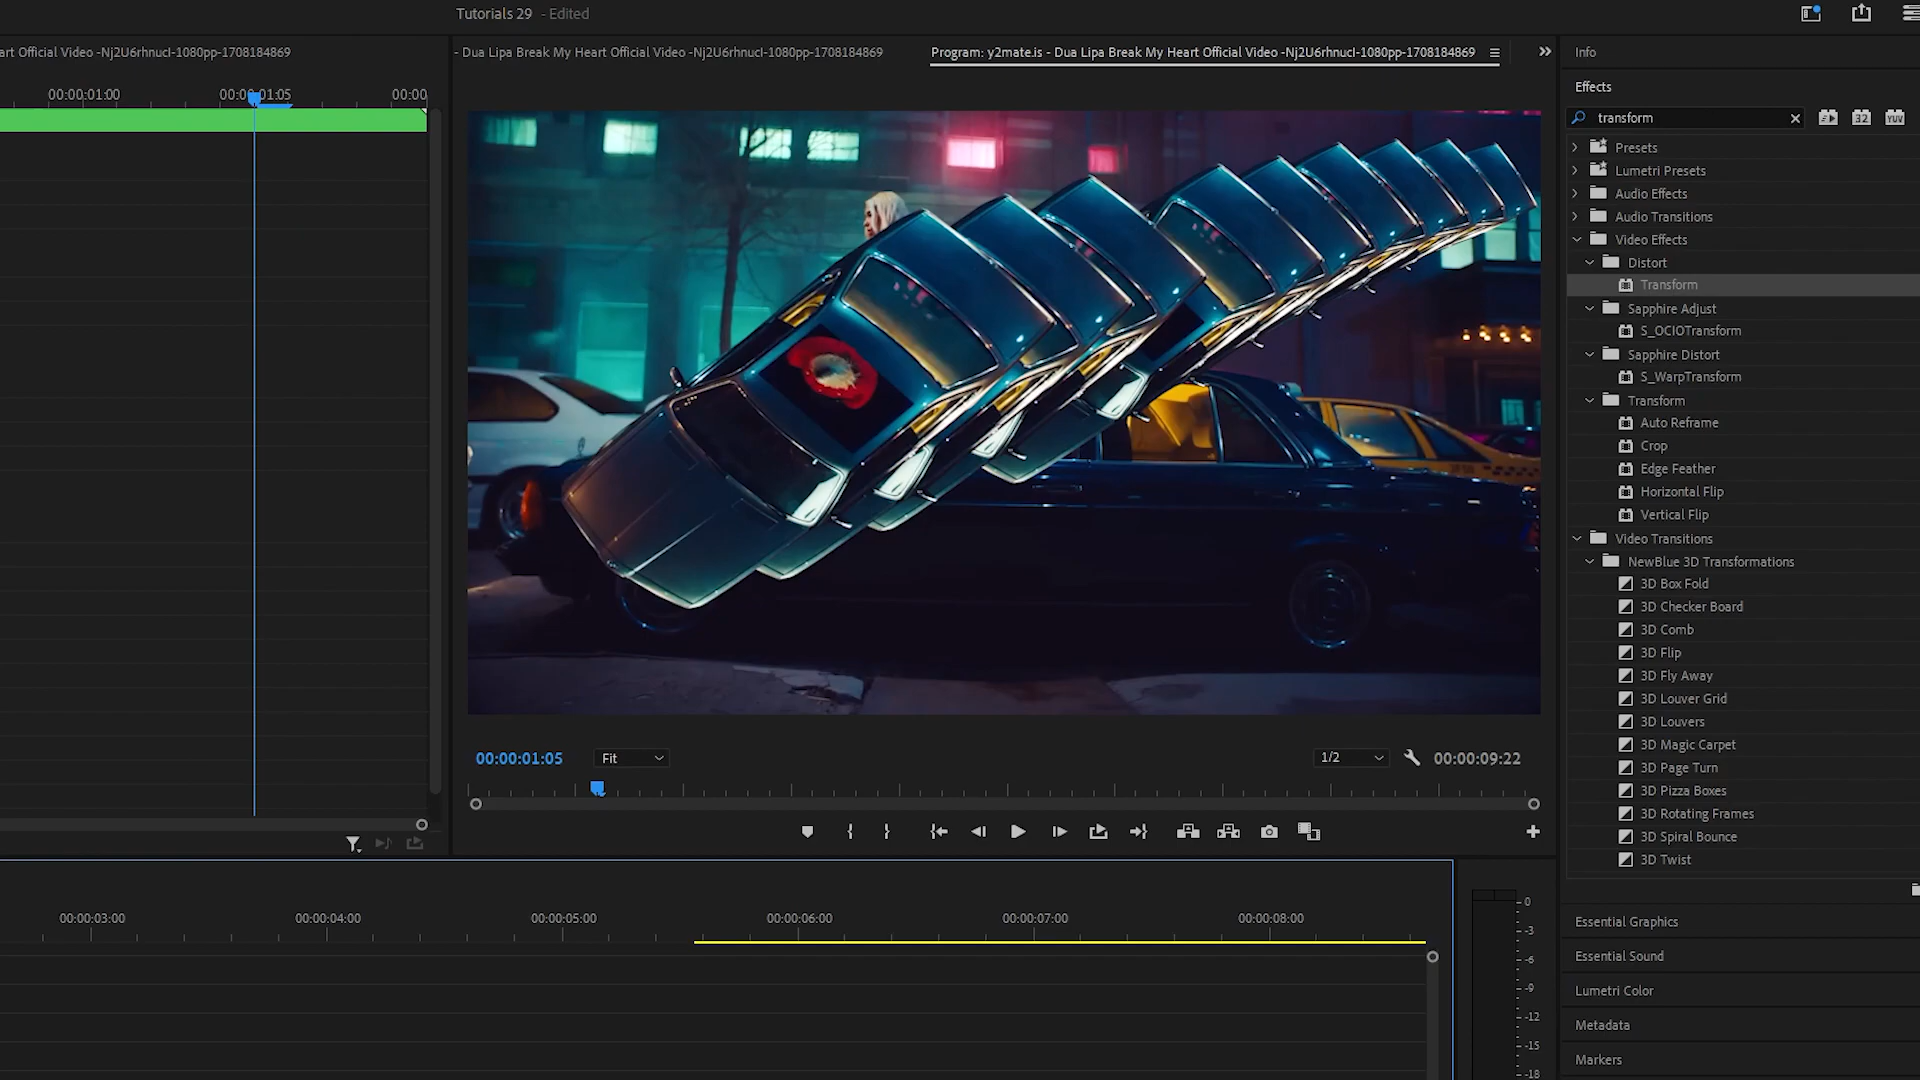 Tutorials 29 - Edited
art Official Video -Nj2U6rhnucI-1080pp-1708184869
- Dua Lipa Break My Heart Official Video -Nj2U6rhnucI-1080pp-1708184869
Program: y2mate.is - Dua Lipa Break My Heart Official Video -Nj2U6rhnucI-1080pp-1708184869
Info
00:00:01:00
00:00:01:05
00:00
Effects
transform
32
YUV
Presets
Lumetri Presets
Audio Effects
Audio Transitions
Video Effects
Distort
Transform
Sapphire Adjust
S_OCIOTransform
Sapphire Distort
S_WarpTransform
Transform
Auto Reframe
Crop
Edge Feather
Horizontal Flip
Vertical Flip
Video Transitions
NewBlue 3D Transformations
3D Box Fold
3D Checker Board
3D Comb
3D Flip
3D Fly Away
3D Louver Grid
3D Louvers
3D Magic Carpet
3D Page Turn
3D Pizza Boxes
3D Rotating Frames
3D Spiral Bounce
3D Twist
00:00:01:05
Fit
1/2
00:00:09:22
00:00:03:00
00:00:04:00
00:00:05:00
00:00:06:00
00:00:07:00
00:00:08:00
0
-3
-6
-9
-12
-15
-18
Essential Graphics
Essential Sound
Lumetri Color
Metadata
Markers